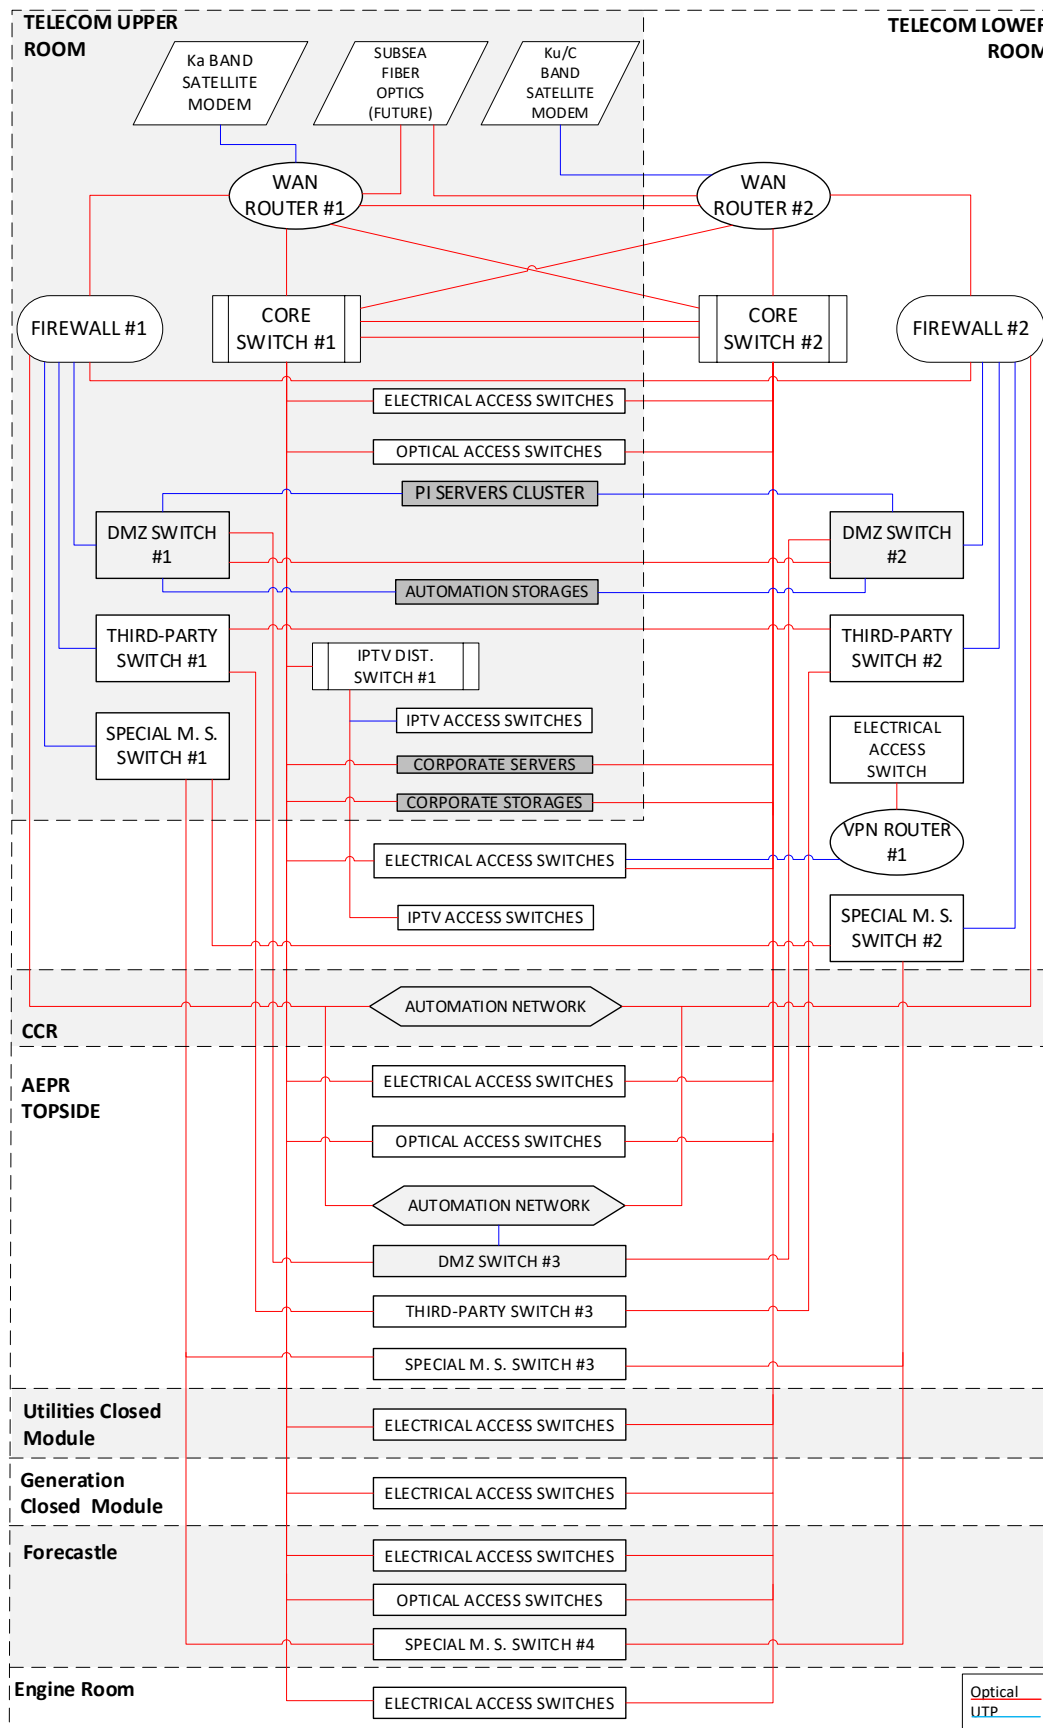 TELECOM UPPER
ROOM
TELECOM LOWER
ROOM
Ka BAND
SATELLITE
MODEM
SUBSEA
FIBER
OPTICS
(FUTURE)
Ku/C
BAND
SATELLITE
MODEM
WAN
ROUTER #1
WAN
ROUTER #2
FIREWALL #1
CORE
SWITCH #1
CORE
SWITCH #2
FIREWALL #2
ELECTRICAL ACCESS SWITCHES
OPTICAL ACCESS SWITCHES
PI SERVERS CLUSTER
DMZ SWITCH
#1
DMZ SWITCH
#2
AUTOMATION STORAGES
THIRD-PARTY
SWITCH #1
THIRD-PARTY
SWITCH #2
IPTV DIST.
SWITCH #1
IPTV ACCESS SWITCHES
SPECIAL M. S.
SWITCH #1
ELECTRICAL
ACCESS
SWITCH
CORPORATE SERVERS
CORPORATE STORAGES
VPN ROUTER
#1
ELECTRICAL ACCESS SWITCHES
IPTV ACCESS SWITCHES
SPECIAL M. S.
SWITCH #2
AUTOMATION NETWORK
CCR
AEPR
TOPSIDE
ELECTRICAL ACCESS SWITCHES
OPTICAL ACCESS SWITCHES
AUTOMATION NETWORK
DMZ SWITCH #3
THIRD-PARTY SWITCH #3
SPECIAL M. S. SWITCH #3
Utilities Closed
Module
ELECTRICAL ACCESS SWITCHES
Generation
Closed Module
ELECTRICAL ACCESS SWITCHES
Forecastle
ELECTRICAL ACCESS SWITCHES
OPTICAL ACCESS SWITCHES
SPECIAL M. S. SWITCH #4
Engine Room
ELECTRICAL ACCESS SWITCHES
Optical
UTP